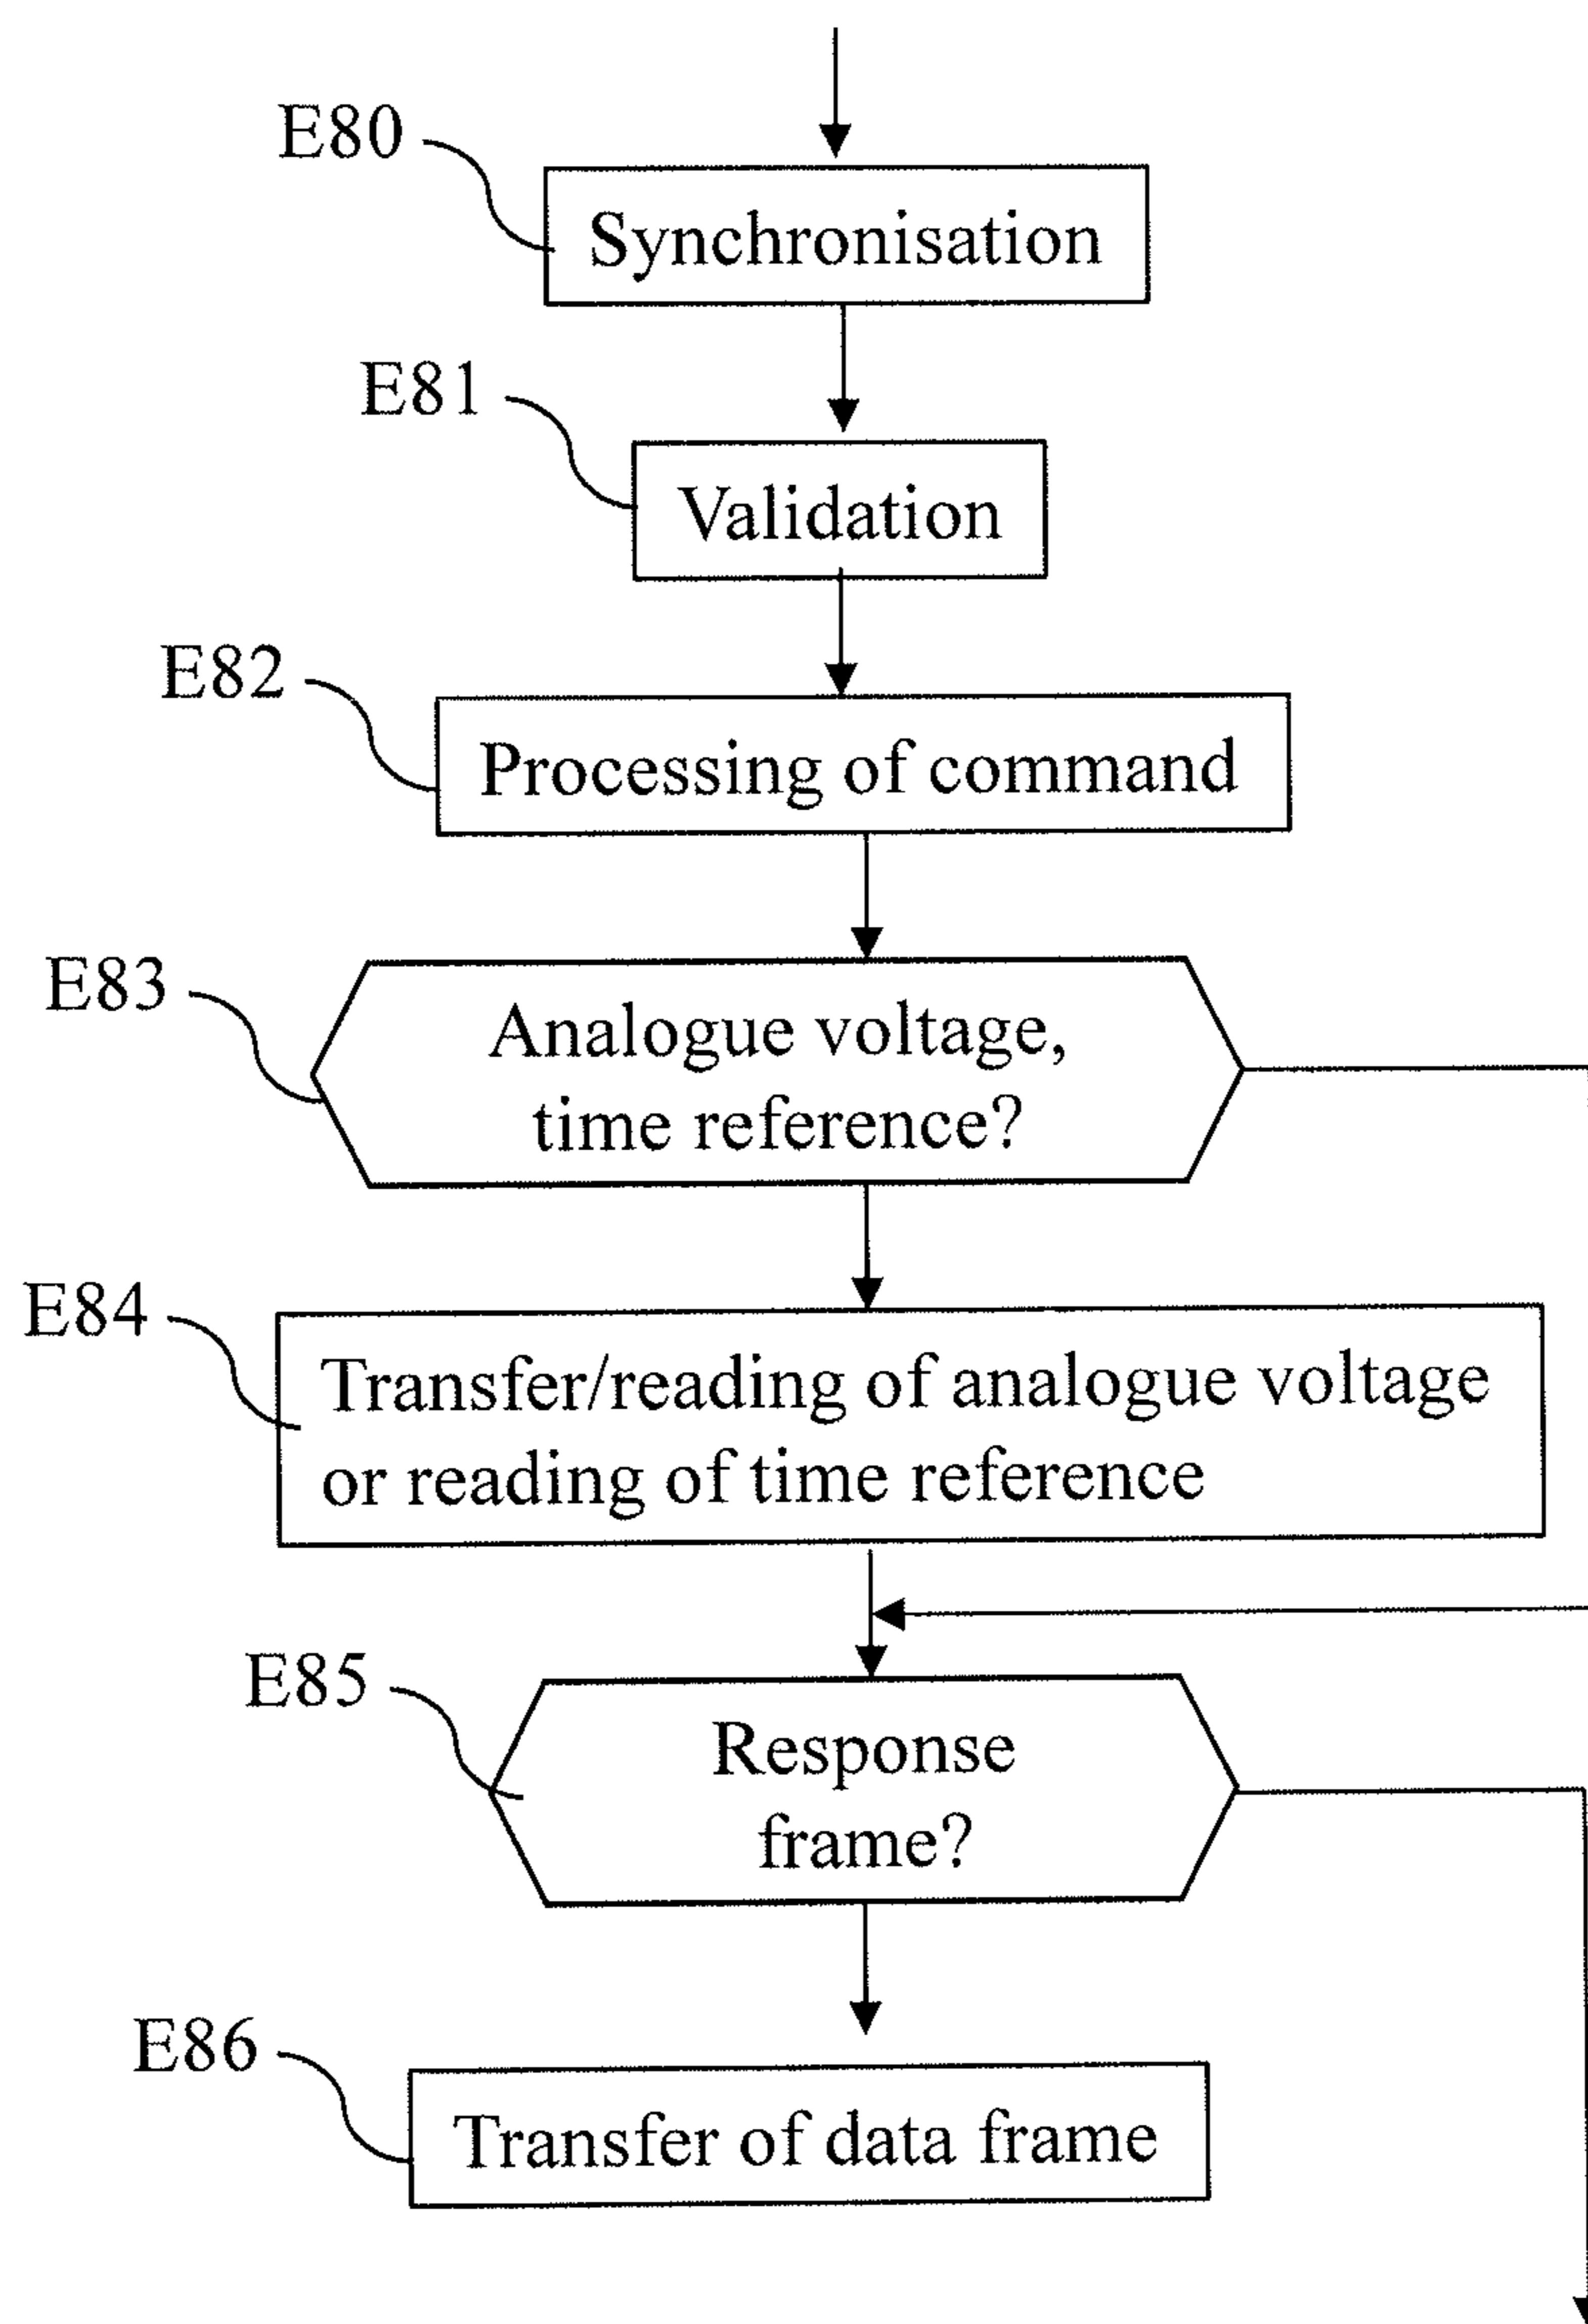 E80
Synchronisation
E81
Validation
E82
Processing of command
E83
Analogue voltage,
time reference?
E84
Transfer/reading of analogue voltage
or reading of time reference
E85
Response
frame?
E86
Transfer of data frame